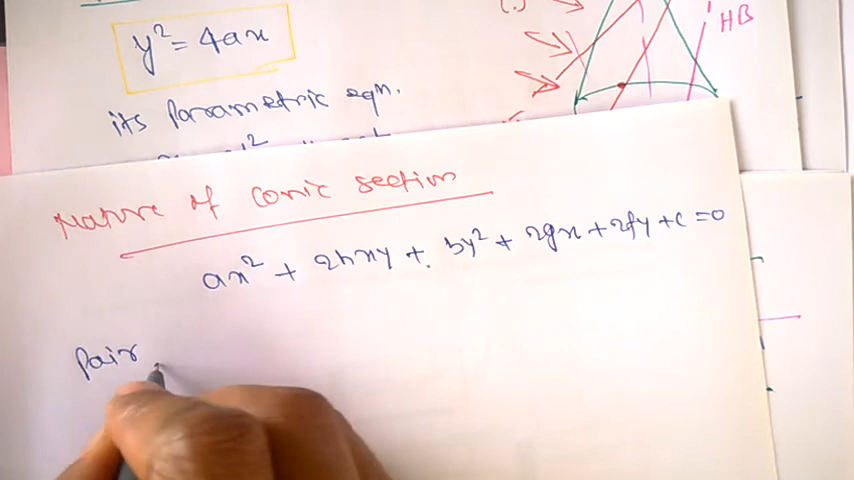 y² = 4ax
HB
its Parametric eqn.
Nature of conic section
ax² + 2hxy + by² + 2gx + 2fy + c = 0
Pair